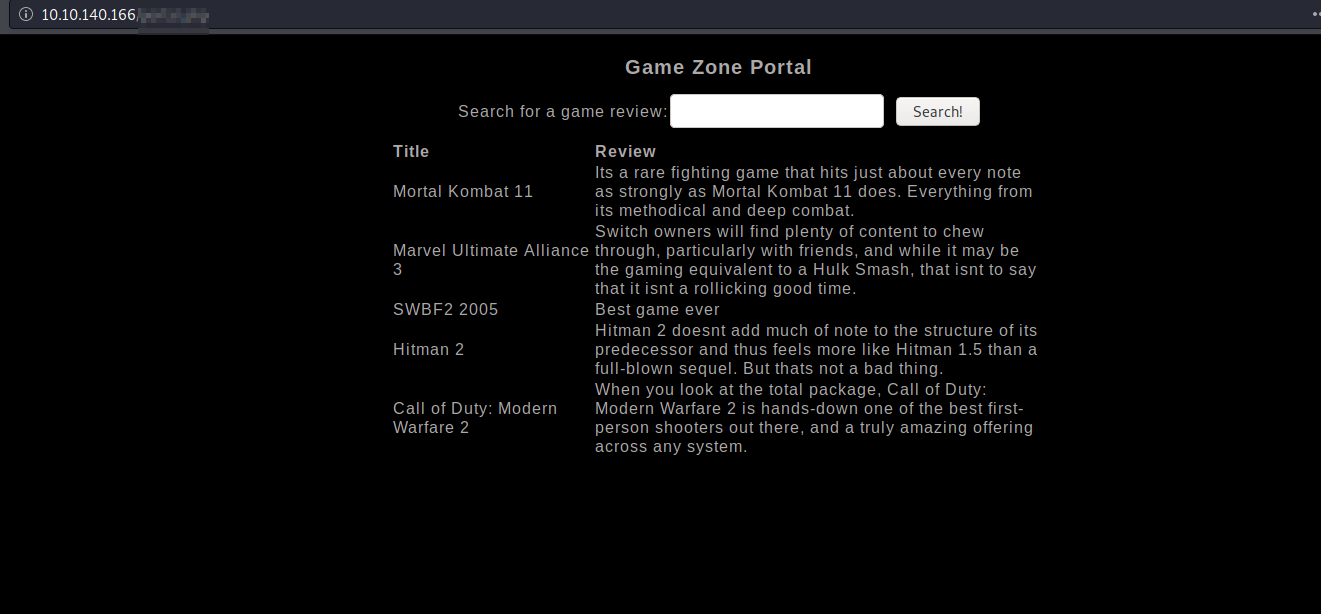 10.10.140.166/
Game Zone Portal
Search for a game review: Search!
Title Review
Mortal Kombat 11
Its a rare fighting game that hits just about every note
as strongly as Mortal Kombat 11 does. Everything from
its methodical and deep combat.
Marvel Ultimate Alliance
3
Switch owners will find plenty of content to chew
through, particularly with friends, and while it may be
the gaming equivalent to a Hulk Smash, that isnt to say
that it isnt a rollicking good time.
SWBF2 2005 Best game ever
Hitman 2
Hitman 2 doesnt add much of note to the structure of its
predecessor and thus feels more like Hitman 1.5 than a
full-blown sequel. But thats not a bad thing.
Call of Duty: Modern
Warfare 2
When you look at the total package, Call of Duty:
Modern Warfare 2 is hands-down one of the best first-
person shooters out there, and a truly amazing offering
across any system.